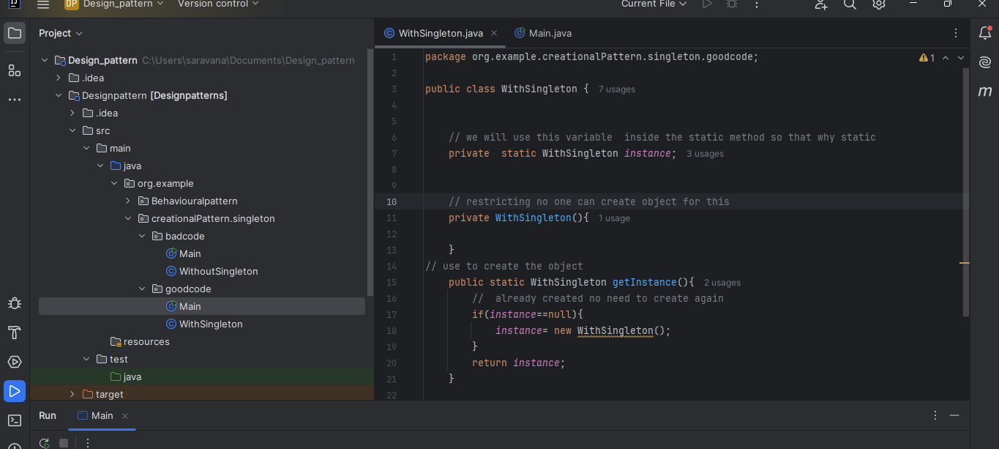 DP Design_pattern Version control Current File
Project
WithSingleton.java
Main.java
Design_pattern C:\Users\saravana\Documents\Design_pattern
.idea
Designpattern [Designpatterns]
.idea
src
main
java
org.example
Behaviouralpattern
creationalPattern.singleton
badcode
Main
WithoutSingleton
goodcode
Main
WithSingleton
resources
test
java
target
1 package org.example.creationalPattern.singleton.goodcode;
1
2
3 public class WithSingleton { 7 usages
4
5
6 // we will use this variable  inside the static method so that why static
7 private  static WithSingleton instance; 3 usages
8
9
10 // restricting no one can create object for this
11 private WithSingleton(){ 1 usage
12
13 }
14 // use to create the object
15 public static WithSingleton getInstance(){ 2 usages
16 //  already created no need to create again
17 if(instance==null){
18 instance= new WithSingleton();
19 }
20 return instance;
21 }
22
m
Run Main